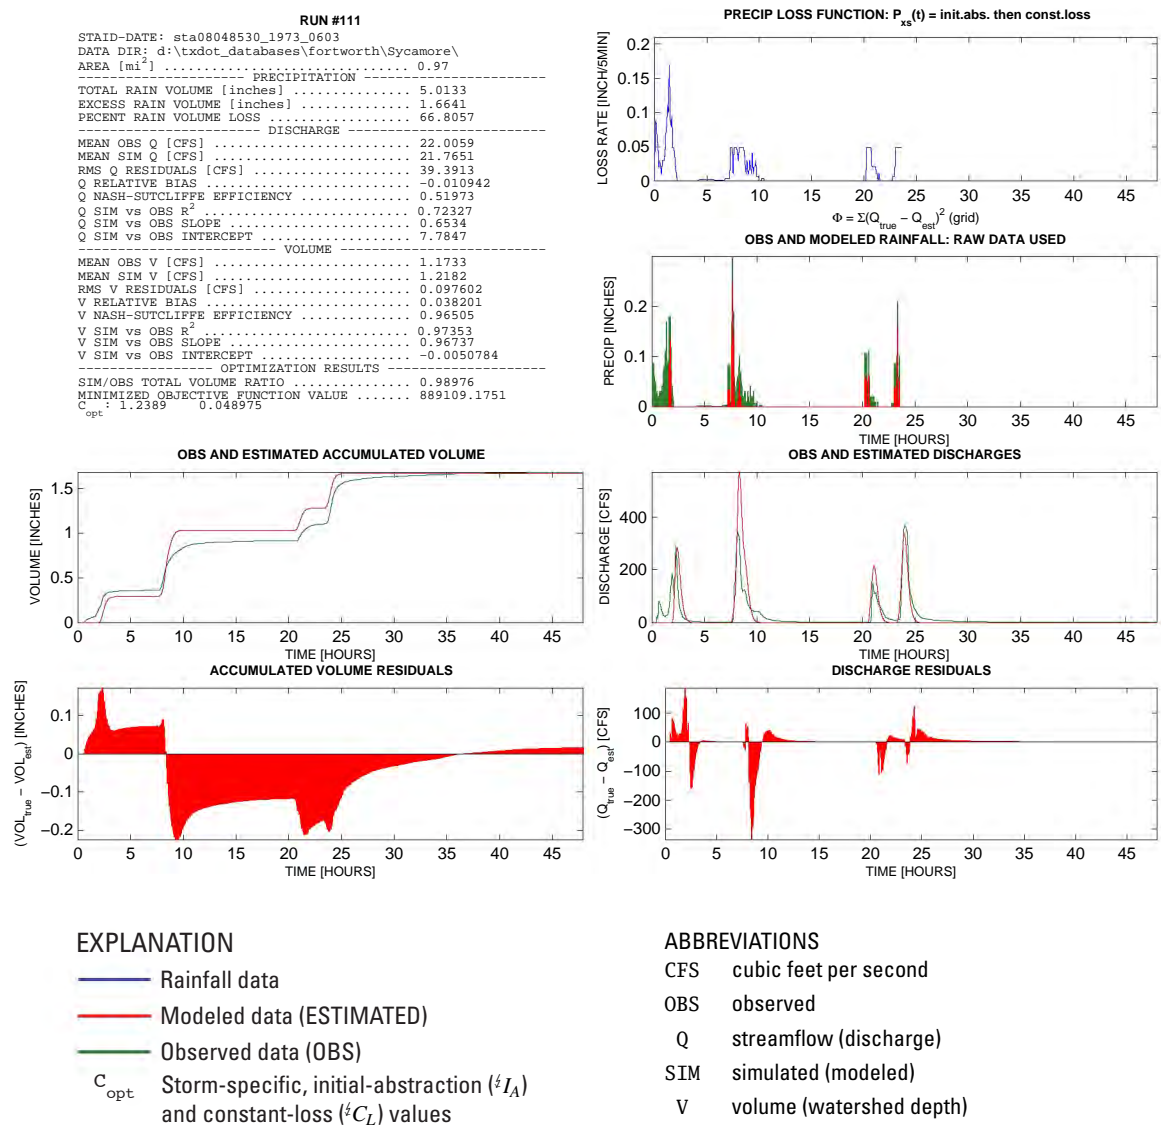 RUN #111
STAID-DATE: sta08048530_1973_0603
DATA DIR: d:\txdot_databases\fortworth\Sycamore\
AREA [mi2] .............................. 0.97
--------------------- PRECIPITATION -----------------------
TOTAL RAIN VOLUME [inches] .............. 5.0133
EXCESS RAIN VOLUME [inches] ............. 1.6641
PECENT RAIN VOLUME LOSS ................. 66.8057
----------------------- DISCHARGE -------------------------
MEAN OBS Q [CFS] ........................ 22.0059
MEAN SIM Q [CFS] ........................ 21.7651
RMS Q RESIDUALS [CFS] ................... 39.3913
Q RELATIVE BIAS ......................... -0.010942
Q NASH-SUTCLIFFE EFFICIENCY ............. 0.51973
Q SIM vs OBS R2 ......................... 0.72327
Q SIM vs OBS SLOPE ...................... 0.6534
Q SIM vs OBS INTERCEPT .................. 7.7847
------------------------- VOLUME --------------------------
MEAN OBS V [CFS] ........................ 1.1733
MEAN SIM V [CFS] ........................ 1.2182
RMS V RESIDUALS [CFS] ................... 0.097602
V RELATIVE BIAS ......................... 0.038201
V NASH-SUTCLIFFE EFFICIENCY ............. 0.96505
V SIM vs OBS R2 ......................... 0.97353
V SIM vs OBS SLOPE ...................... 0.96737
V SIM vs OBS INTERCEPT .................. -0.0050784
----------------- OPTIMIZATION RESULTS --------------------
SIM/OBS TOTAL VOLUME RATIO .............. 0.98976
MINIMIZED OBJECTIVE FUNCTION VALUE ...... 889109.1751
Copt : 1.2389 0.048975
PRECIP LOSS FUNCTION: Pxs(t) = init.abs. then const.loss
LOSS RATE [INCH/5MIN]
0.2
0.15
0.1
0.05
0
0 5 10 15 20 25 30 35 40 45
Φ = Σ(Qtrue − Qest)2 (grid)
OBS AND MODELED RAINFALL: RAW DATA USED
PRECIP [INCHES]
0.2
0.1
0
0 5 10 15 20 25 30 35 40 45
TIME [HOURS]
OBS AND ESTIMATED ACCUMULATED VOLUME
VOLUME [INCHES]
1.5
1
0.5
0
0 5 10 15 20 25 30 35 40 45
TIME [HOURS]
OBS AND ESTIMATED DISCHARGES
DISCHARGE [CFS]
400
200
0
0 5 10 15 20 25 30 35 40 45
TIME [HOURS]
ACCUMULATED VOLUME RESIDUALS
(VOLtrue − VOLest) [INCHES]
0.1
0
−0.1
−0.2
0 5 10 15 20 25 30 35 40 45
TIME [HOURS]
DISCHARGE RESIDUALS
(Qtrue − Qest) [CFS]
100
0
−100
−200
−300
0 5 10 15 20 25 30 35 40 45
TIME [HOURS]
EXPLANATION
Rainfall data
Modeled data (ESTIMATED)
Observed data (OBS)
Copt Storm-specific, initial-abstraction (IA)
and constant-loss (CL) values
ABBREVIATIONS
CFS cubic feet per second
OBS observed
Q streamflow (discharge)
SIM simulated (modeled)
V volume (watershed depth)